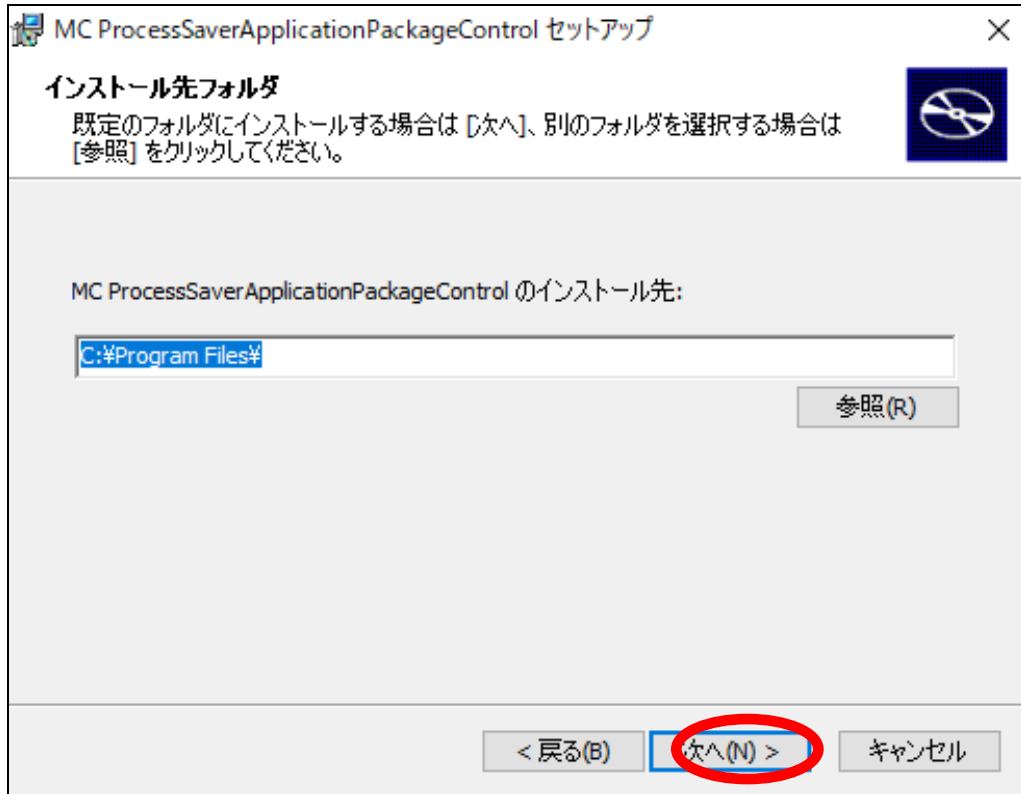 MC ProcessSaverApplicationPackageControl セットアップ
インストール先フォルダ
既定のフォルダにインストールする場合は [次へ]、別のフォルダを選択する場合は
[参照] をクリックしてください。
MC ProcessSaverApplicationPackageControl のインストール先:
C:¥Program Files¥
参照(R)
< 戻る(B)
次へ(N) >
キャンセル